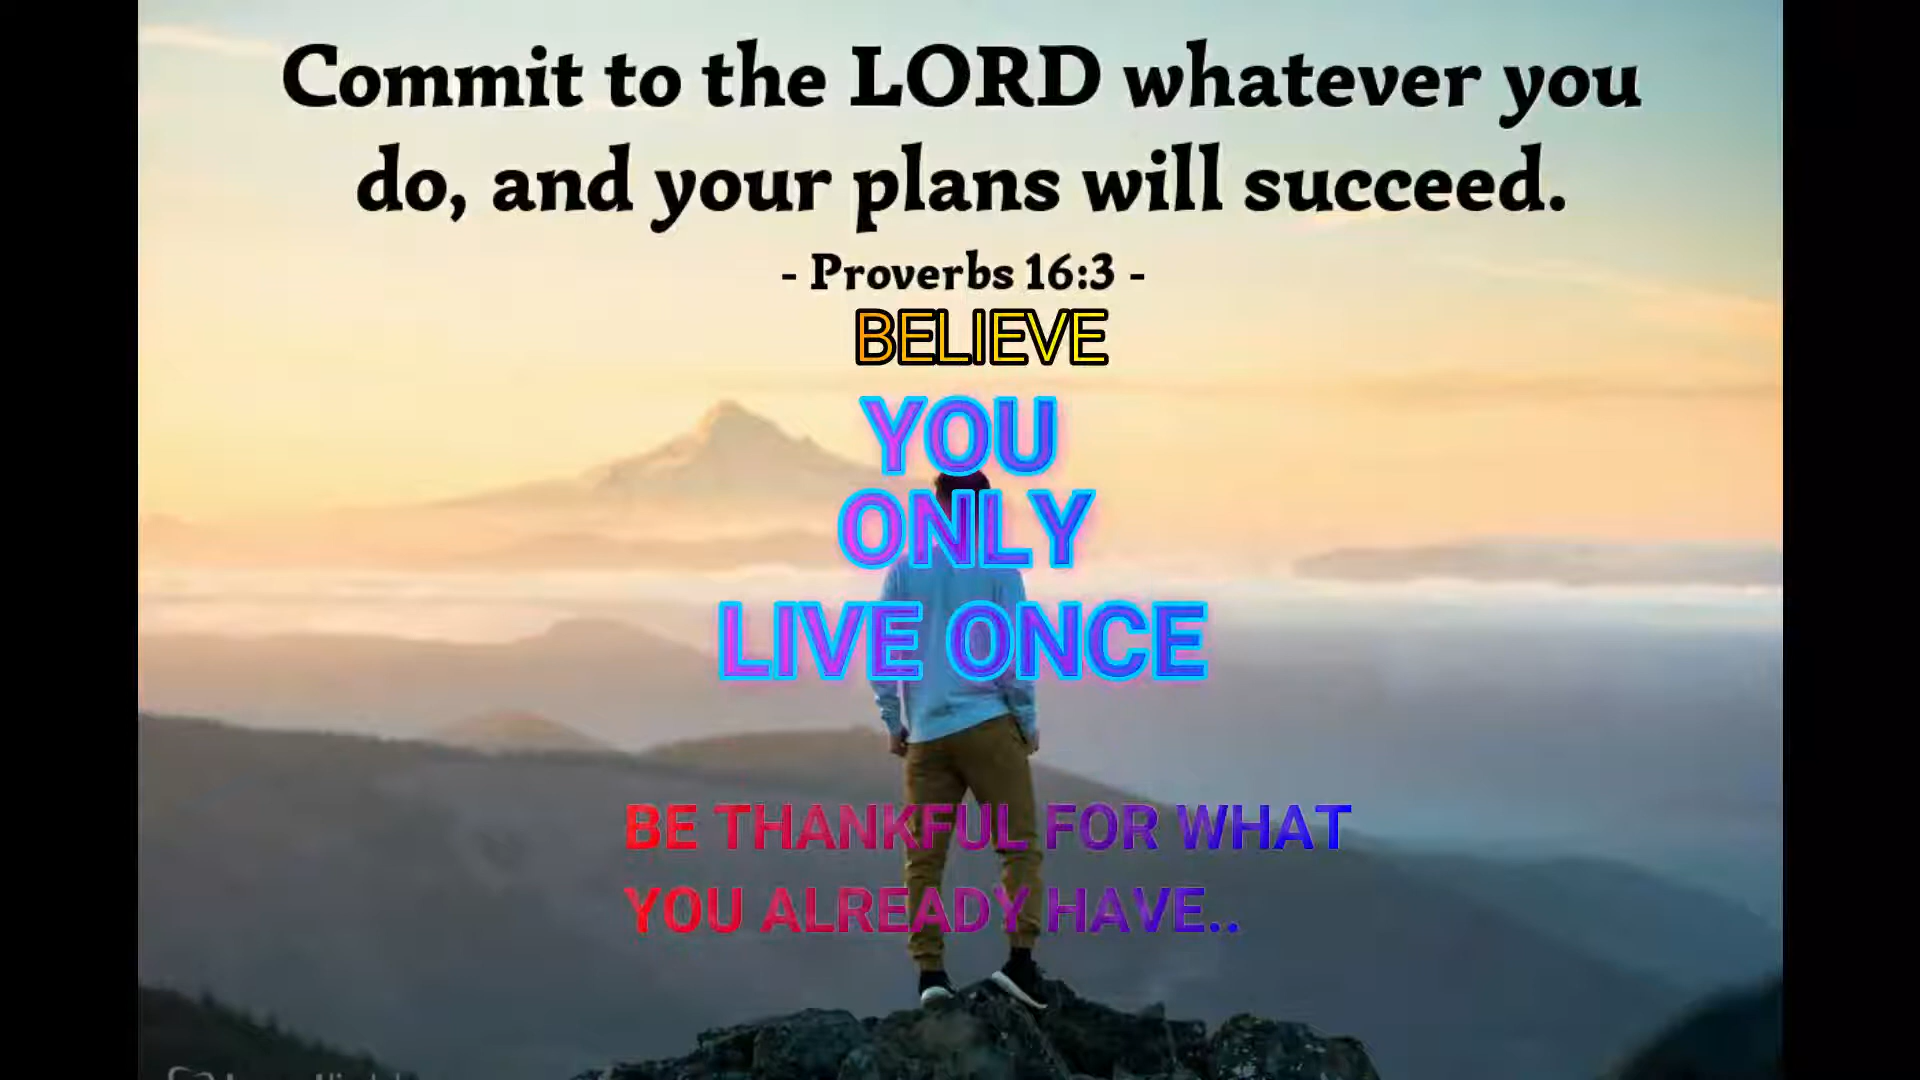 Commit to the LORD whatever you
do, and your plans will succeed.
- Proverbs 16:3 -
BELIEVE
YOU
ONLY
LIVE ONCE
BE THANKFUL FOR WHAT
YOU ALREADY HAVE..